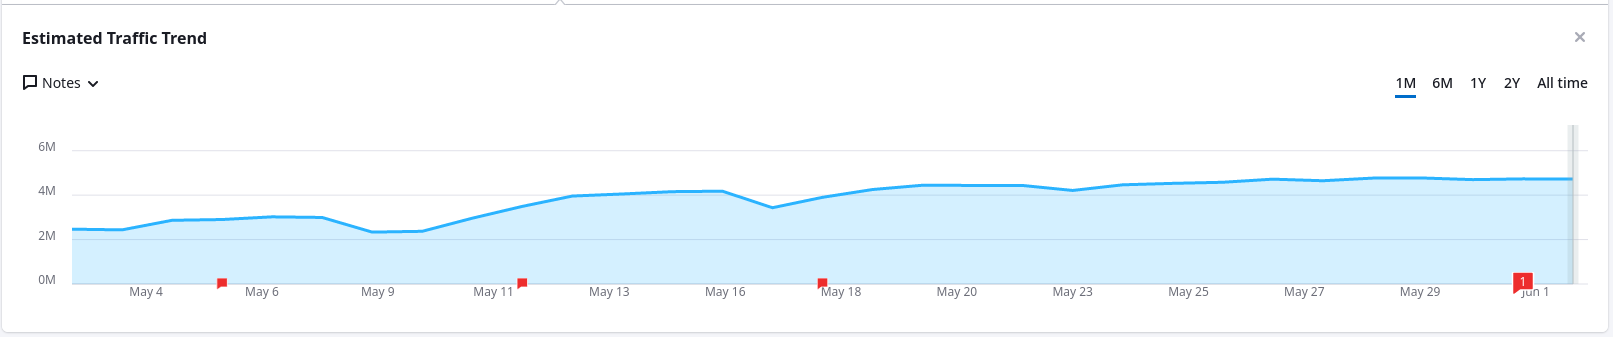 Estimated Traffic Trend
Notes
1M 6M 1Y 2Y All time
6M
4M
2M
0M
1
May 4 May 6 May 9 May 11 May 13 May 16 May 18 May 20 May 23 May 25 May 27 May 29 Jun 1